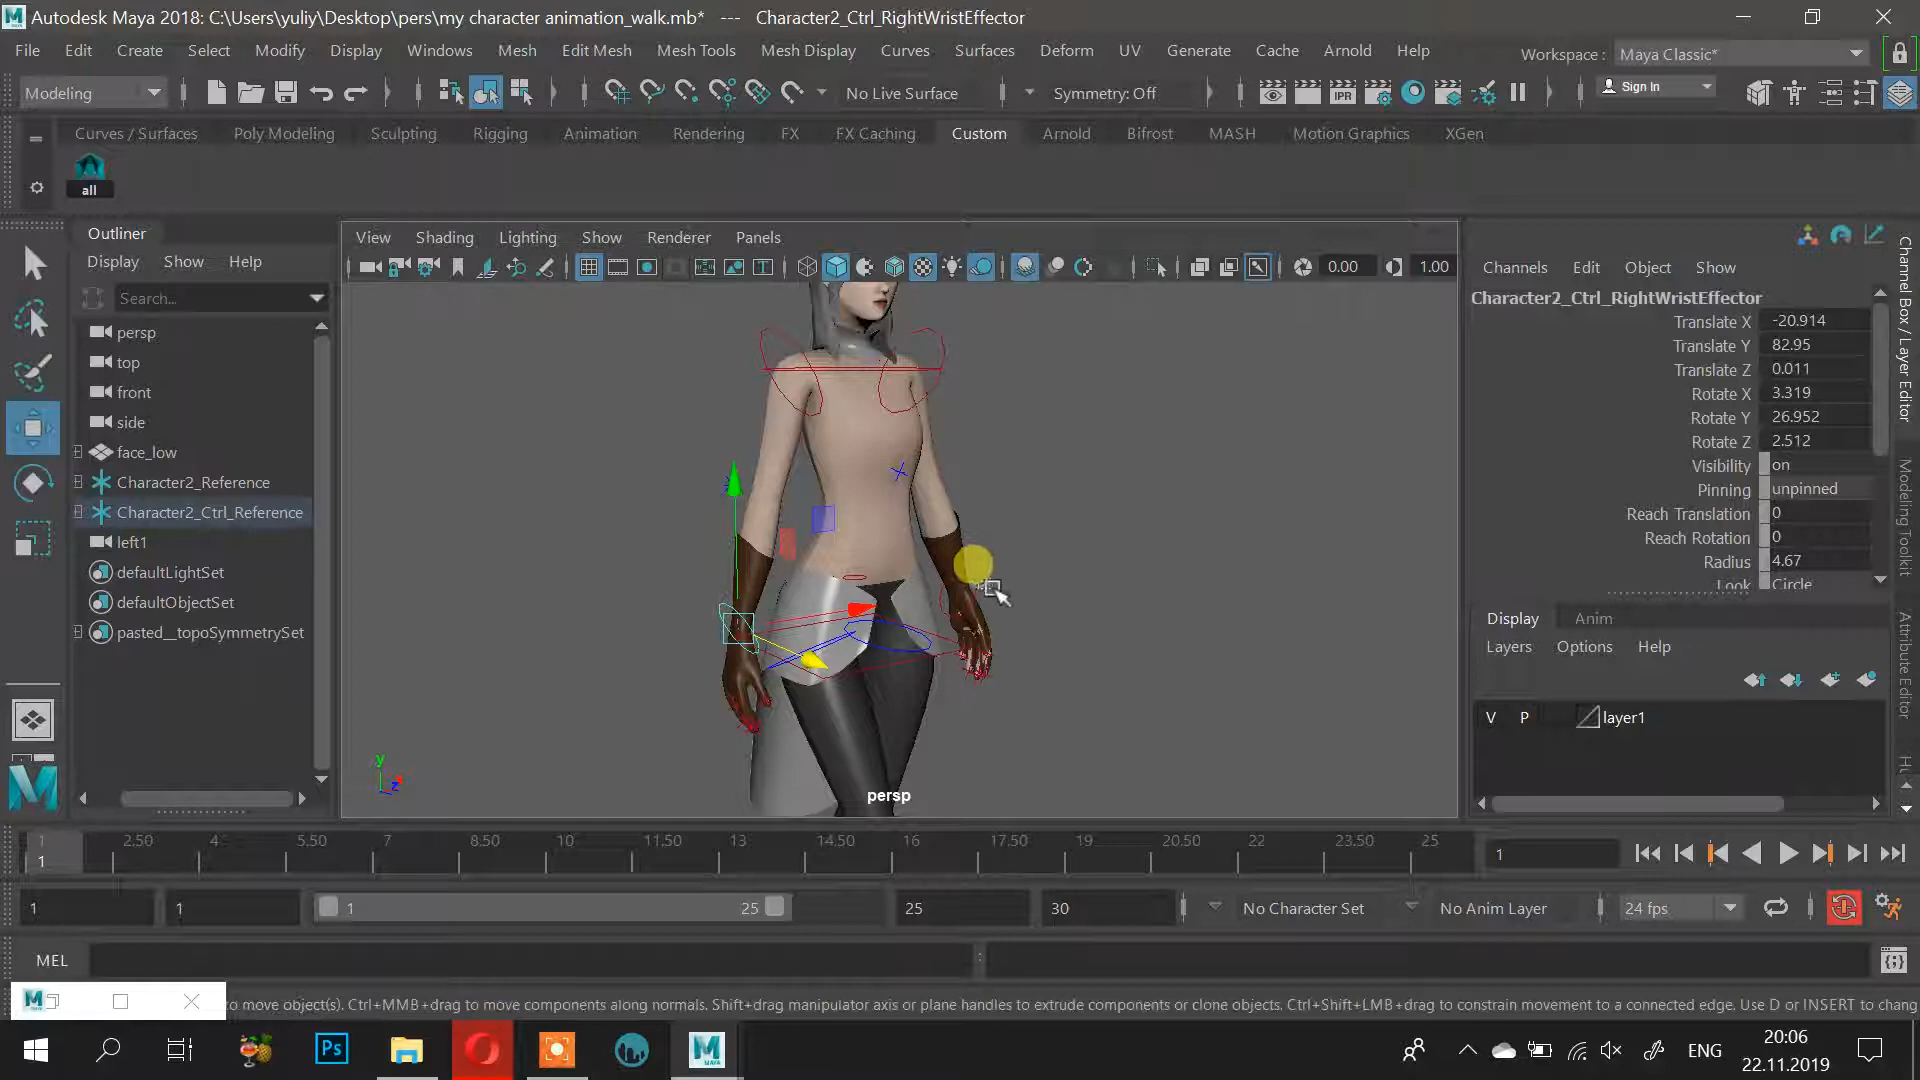 Autodesk Maya 2018: C:\Users\yuliy\Desktop\pers\my character animation_walk.mb* --- Character2_Ctrl_RightWristEffector
File Edit Create Select Modify Display Windows Mesh Edit Mesh Mesh Tools Mesh Display Curves Surfaces Deform UV Generate Cache Arnold Help Workspace : Maya Classic*
Modeling No Live Surface Symmetry: Off IPR Sign In
Curves / Surfaces Poly Modeling Sculpting Rigging Animation Rendering FX FX Caching Custom Arnold Bifrost MASH Motion Graphics XGen
all
Outliner
Display Show Help
Search...
persp
top
front
side
face_low
Character2_Reference
Character2_Ctrl_Reference
left1
defaultLightSet
defaultObjectSet
pasted__topoSymmetrySet
View Shading Lighting Show Renderer Panels
0.00 1.00
y
z
persp
Channels Edit Object Show
Character2_Ctrl_RightWristEffector
Translate X -20.914
Translate Y 82.95
Translate Z 0.011
Rotate X 3.319
Rotate Y 26.952
Rotate Z 2.512
Visibility on
Pinning unpinned
Reach Translation 0
Reach Rotation 0
Radius 4.67
Look Circle
Display Anim
Layers Options Help
V P layer1
Channel Box / Layer Editor
Modeling Toolkit
Attribute Editor
1 2.50 4 5.50 7 8.50 10 11.50 13 14.50 16 17.50 19 20.50 22 23.50 25
1 1
1 1 1 25 25 30 No Character Set No Anim Layer 24 fps
MEL
to move object(s). Ctrl+MMB+drag to move components along normals. Shift+drag manipulator axis or plane handles to extrude components or clone objects. Ctrl+Shift+LMB+drag to constrain movement to a connected edge. Use D or INSERT to chang
Ps MAYA ENG 20:06
22.11.2019